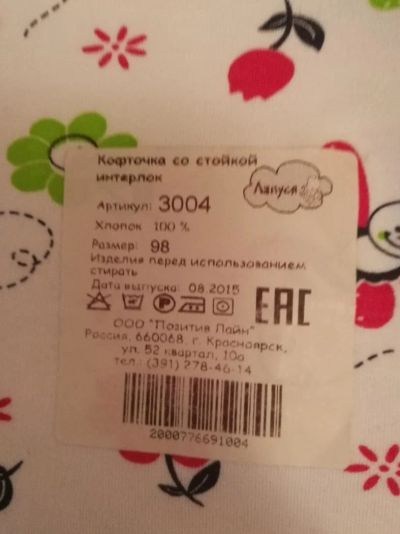 Кофточка со стойкой
интерлок
Лапуся
Артикул: 3004
Хлопок 100 %
Размер: 98
Изделия перед использованием
стирать
Дата выпуска: 08.2015
P
EAC
ООО "Позитив Лайн"
Россия, 660068, г. Красноярск,
ул. 52 квартал, 10а
тел.: (391) 278-46-14
2000776691004